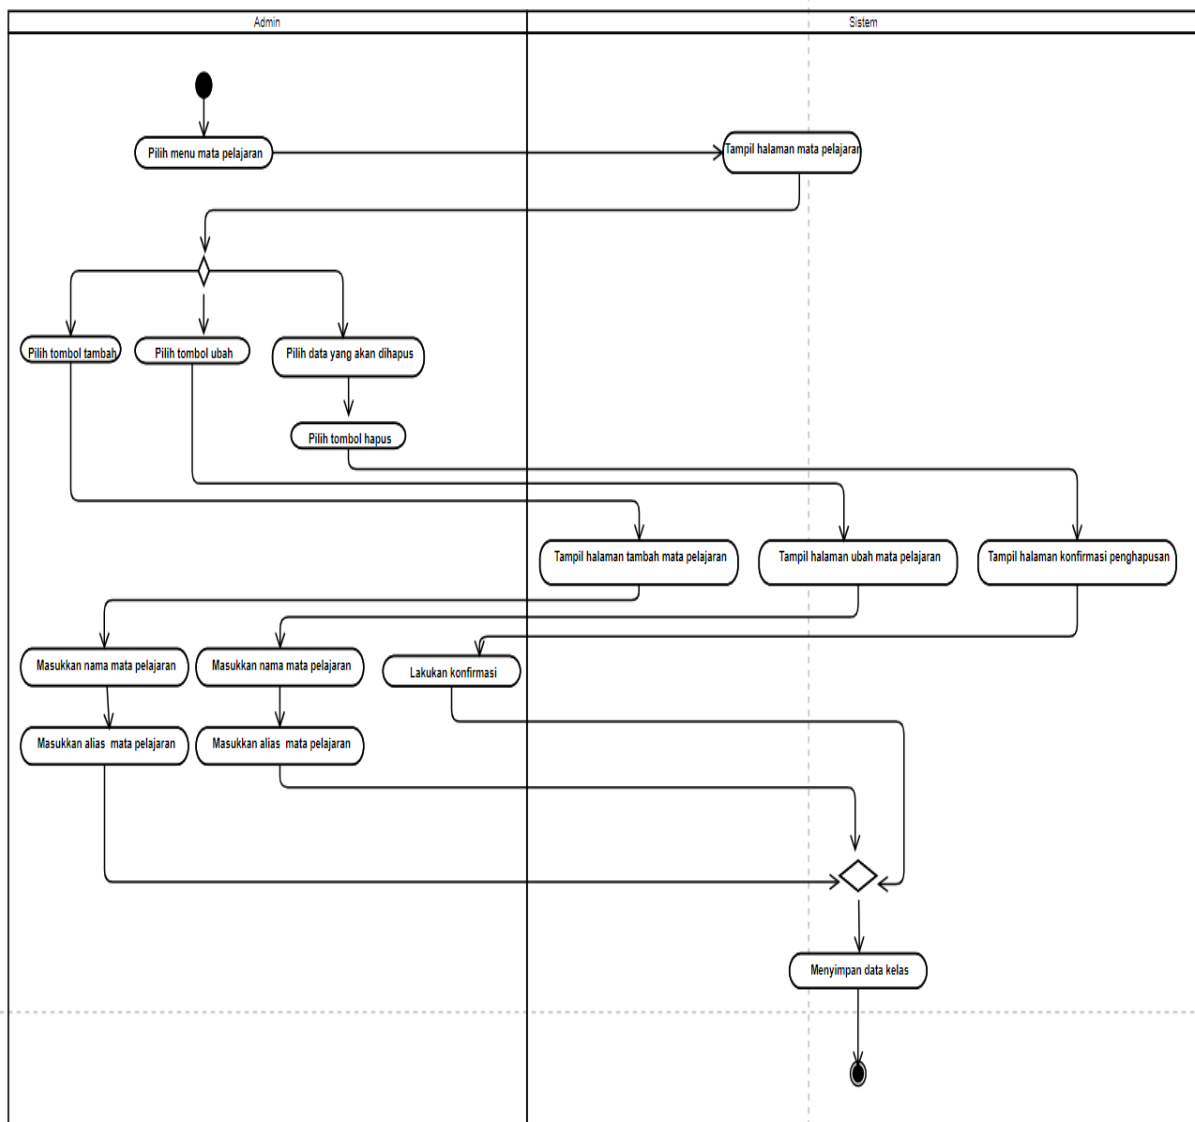 Admin
Sistem
Pilih menu mata pelajaran
Tampil halaman mata pelajaran
Pilih tombol tambah
Pilih tombol ubah
Pilih data yang akan dihapus
Pilih tombol hapus
Tampil halaman tambah mata pelajaran
Tampil halaman ubah mata pelajaran
Tampil halaman konfirmasi penghapusan
Masukkan nama mata pelajaran
Masukkan nama mata pelajaran
Lakukan konfirmasi
Masukkan alias mata pelajaran
Masukkan alias mata pelajaran
Menyimpan data kelas